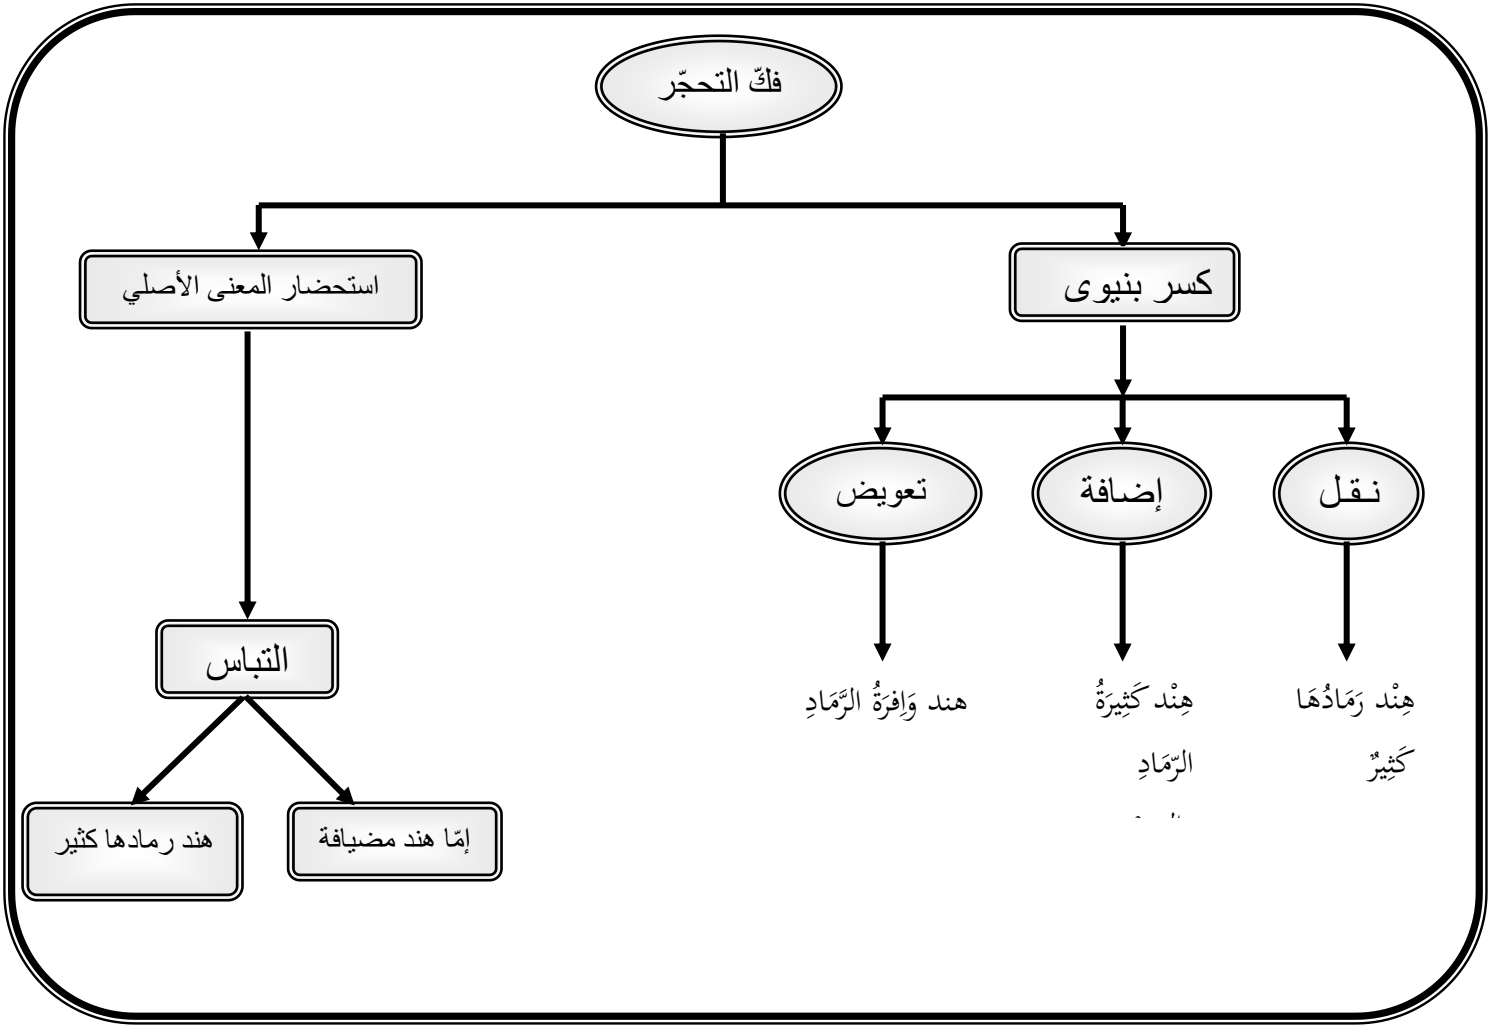 فكّ التحجّر
كسر بنيوى
استحضار المعنى الأصلي
نـقـل
إضافة
تعويض
هِنْد رَمَادُهَا
كَثِيرٌ
هِنْد كَثِيرَةُ
الرّمَادِ
هند وَافِرَةُ الرَّمَادِ
التباس
إمّا هند مضيافة
هند رمادها كثير